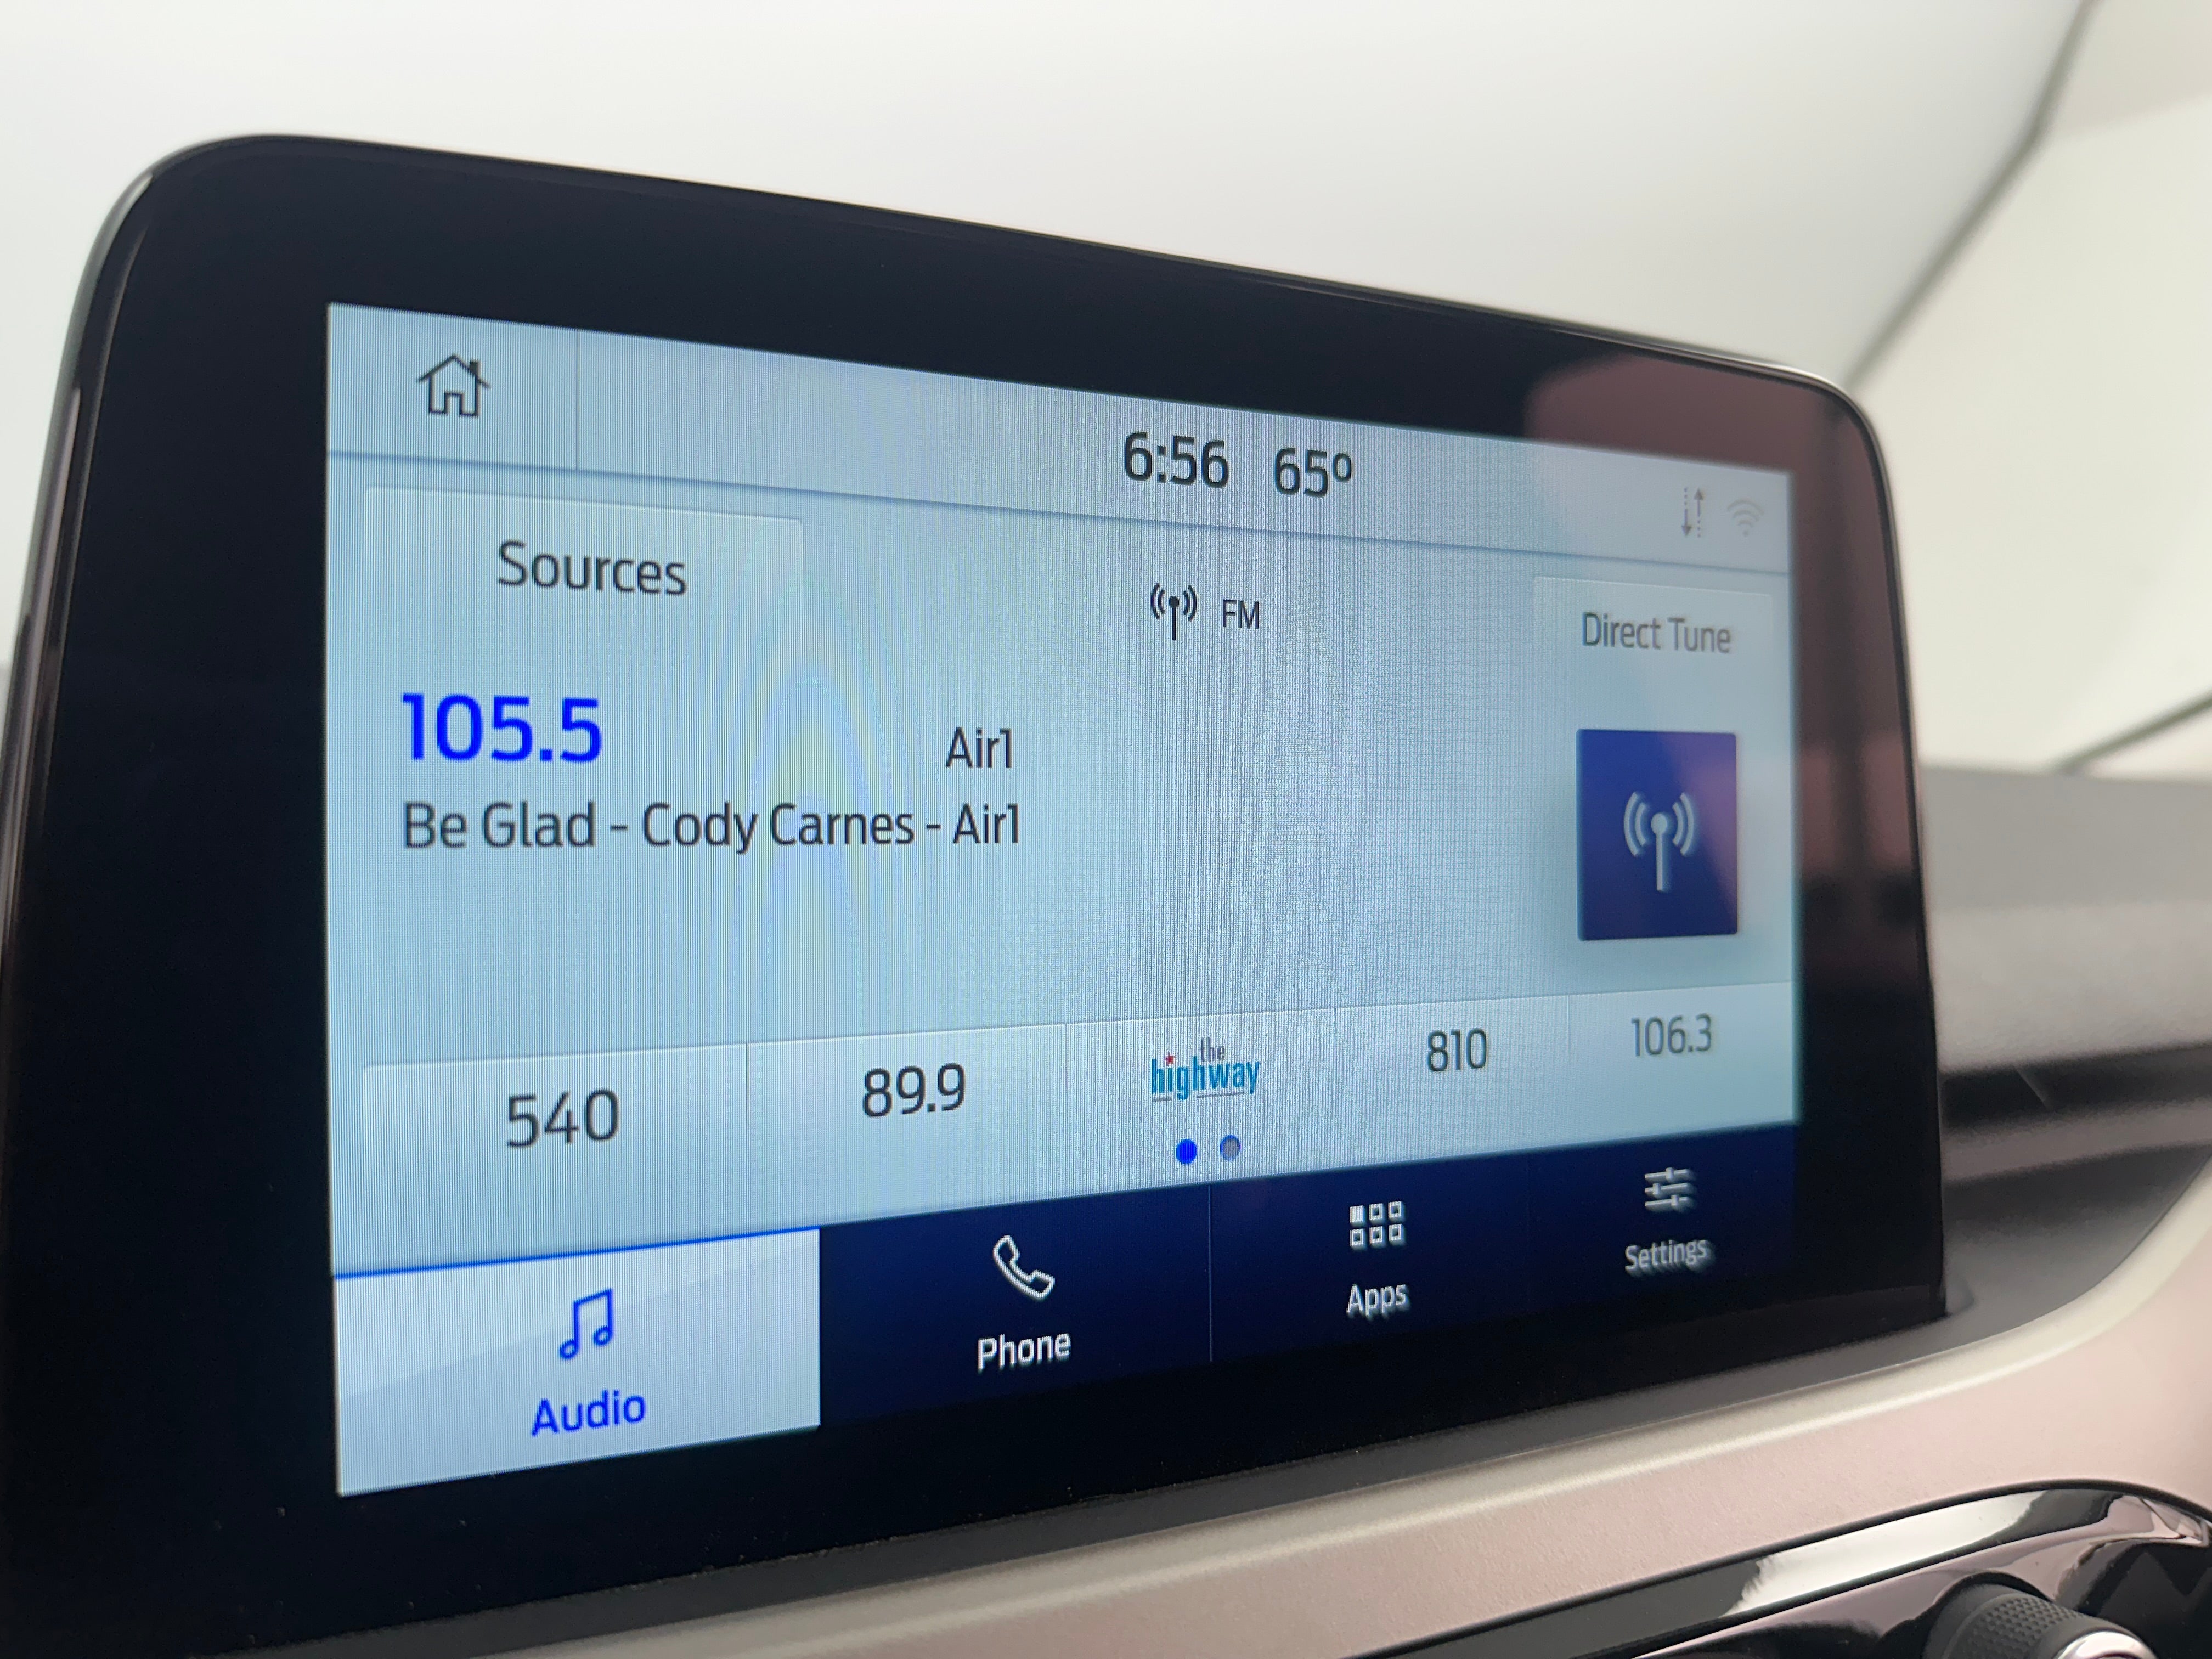 6:56 65º
Sources
FM
Direct Tune
105.5
Air1
Be Glad - Cody Carnes - Air1
540
89.9
the
highway
810
106.3
Audio
Phone
Apps
Settings